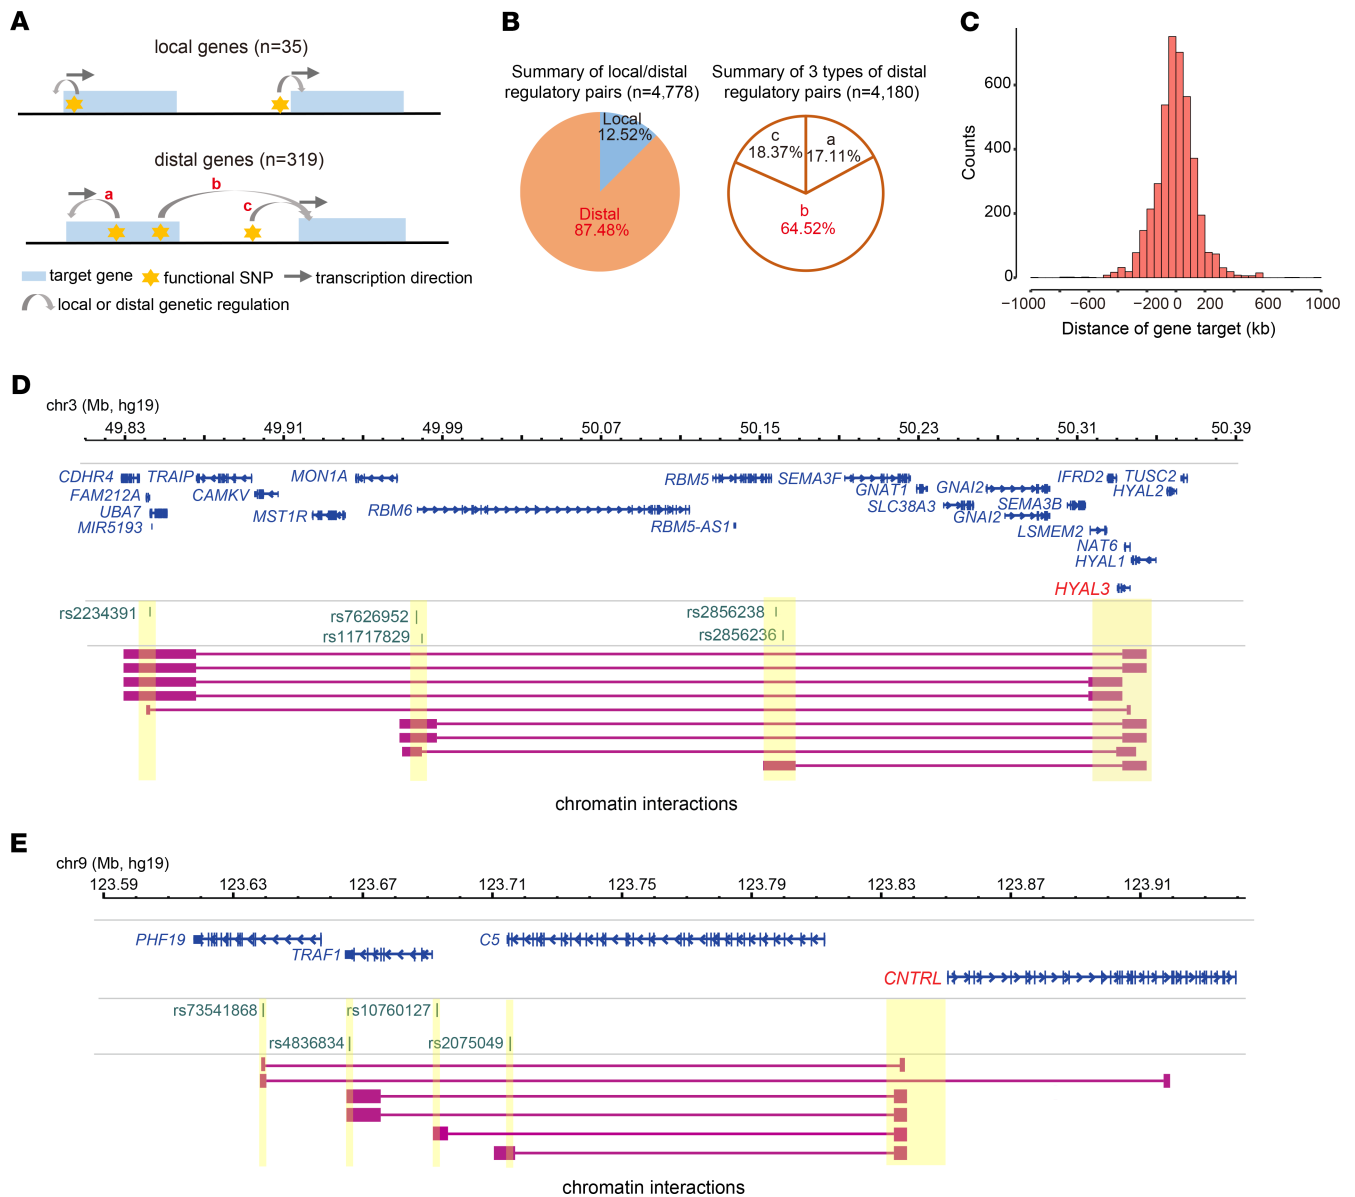 A
local genes (n=35)
distal genes (n=319)
a
b
c
target gene
functional SNP
transcription direction
local or distal genetic regulation
B
Summary of local/distal
regulatory pairs (n=4,778)
Local
12.52%
Distal
87.48%
Summary of 3 types of distal
regulatory pairs (n=4,180)
c
18.37%
a
17.11%
b
64.52%
C
Counts
600
400
200
0
−1000 −600 −200 0 200 600 1000
Distance of gene target (kb)
D
chr3 (Mb, hg19)
49.83 49.91 49.99 50.07 50.15 50.23 50.31 50.39
CDHR4 TRAIP MON1A RBM5 SEMA3F IFRD2 TUSC2
FAM212A CAMKV GNAT1 GNAI2 HYAL2
UBA7 MST1R RBM6 SLC38A3 SEMA3B
MIR5193 RBM5-AS1 GNAI2 LSMEM2
NAT6
HYAL1
HYAL3
rs2234391 rs7626952 rs2856238
rs11717829 rs2856236
chromatin interactions
E
chr9 (Mb, hg19)
123.59 123.63 123.67 123.71 123.75 123.79 123.83 123.87 123.91
PHF19 C5
TRAF1
CNTRL
rs73541868 rs10760127
rs4836834 rs2075049
chromatin interactions